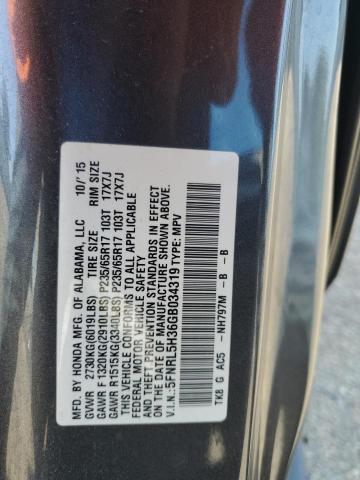 MFD. BY HONDA MFG. OF ALABAMA, LLC 10/'15
GVWR 2730KG(6019LBS) TIRE SIZE RIM SIZE
GAWR F1320KG(2910LBS) P235/65R17 103T 17X7J
GAWR R1515KG(3340LBS) P235/65R17 103T 17X7J
THIS VEHICLE CONFORMS TO ALL APPLICABLE
FEDERAL MOTOR VEHICLE SAFETY
AND THEFT PREVENTION STANDARDS IN EFFECT
ON THE DATE OF MANUFACTURE SHOWN ABOVE.
V.I.N.:5FNRL5H36GB034319 TYPE: MPV
TK8 G AC5 -NH797M -B -B